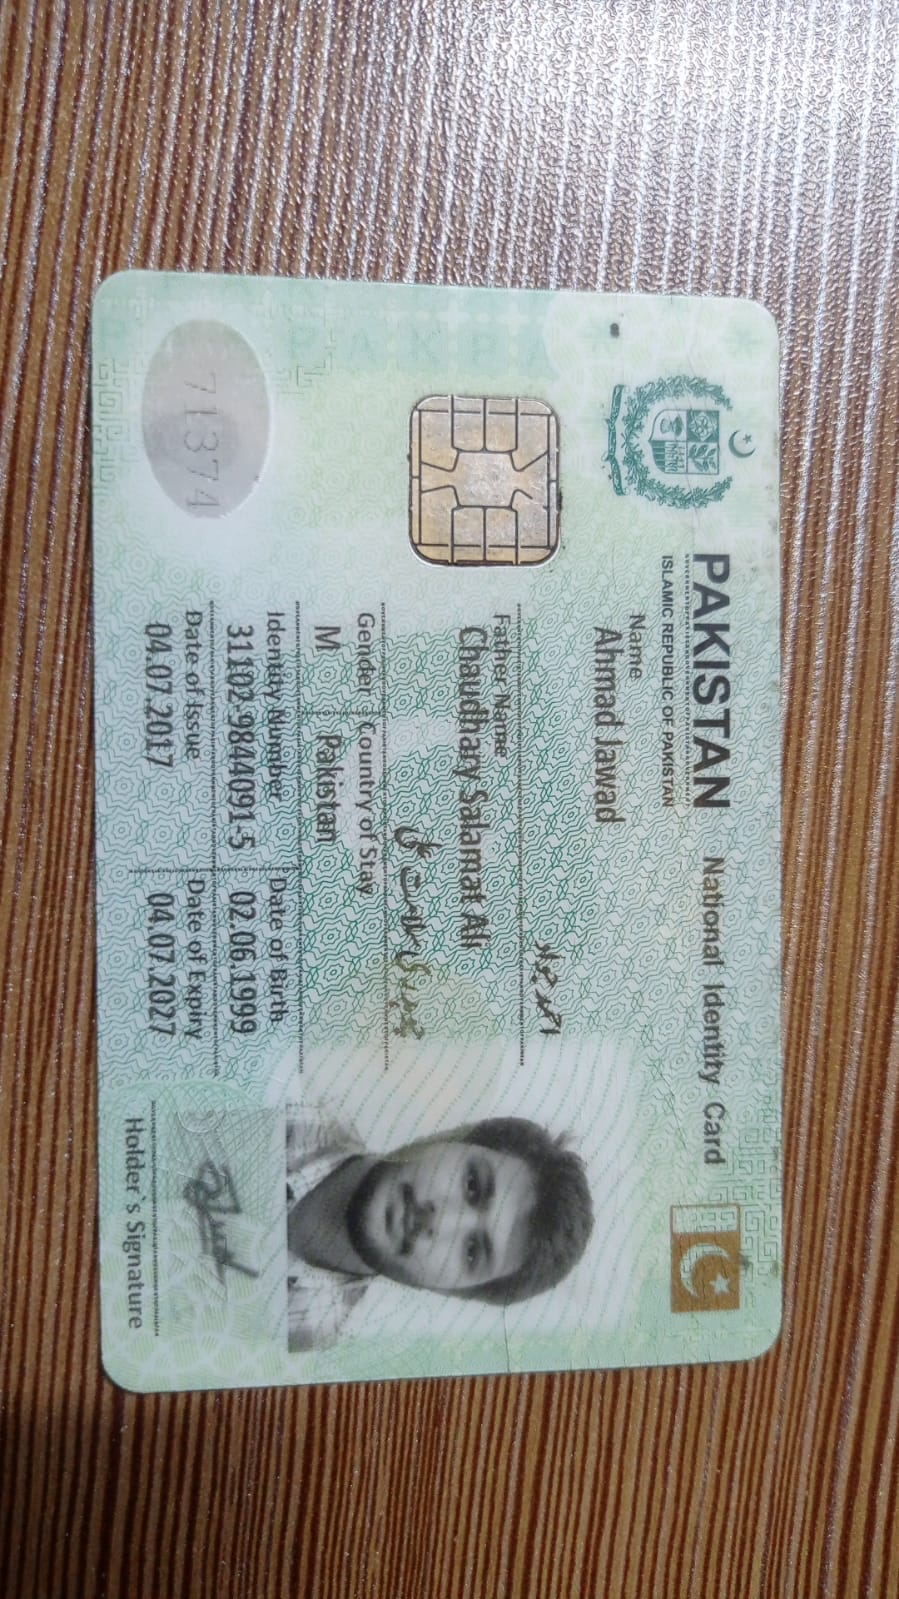 PAKISTAN National Identity Card
ISLAMIC REPUBLIC OF PAKISTAN
Name
Ahmad Jawad
احمد جواد
Father Name
Chaudhary Salamat Ali
چوہدری سلامت علی
Gender Country of Stay
M Pakistan
Identity Number Date of Birth
31102-9844091-5 02.06.1999
Date of Issue Date of Expiry
04.07.2017 04.07.2027
71374
Holder`s Signature